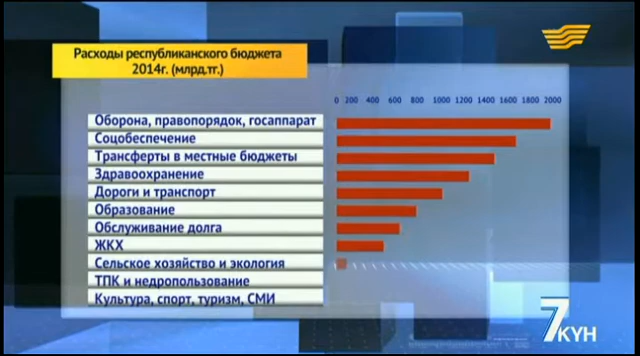 Расходы республиканского бюджета
2014г. (млрд.тг.)
0 200 400 600 800 1000 1200 1400 1600 1800 2000
Оборона, правопорядок, госаппарат
Соцобеспечение
Трансферты в местные бюджеты
Здравоохранение
Дороги и транспорт
Образование
Обслуживание долга
ЖКХ
Сельское хозяйство и экология
ТПК и недропользование
Культура, спорт, туризм, СМИ
7 КҮН